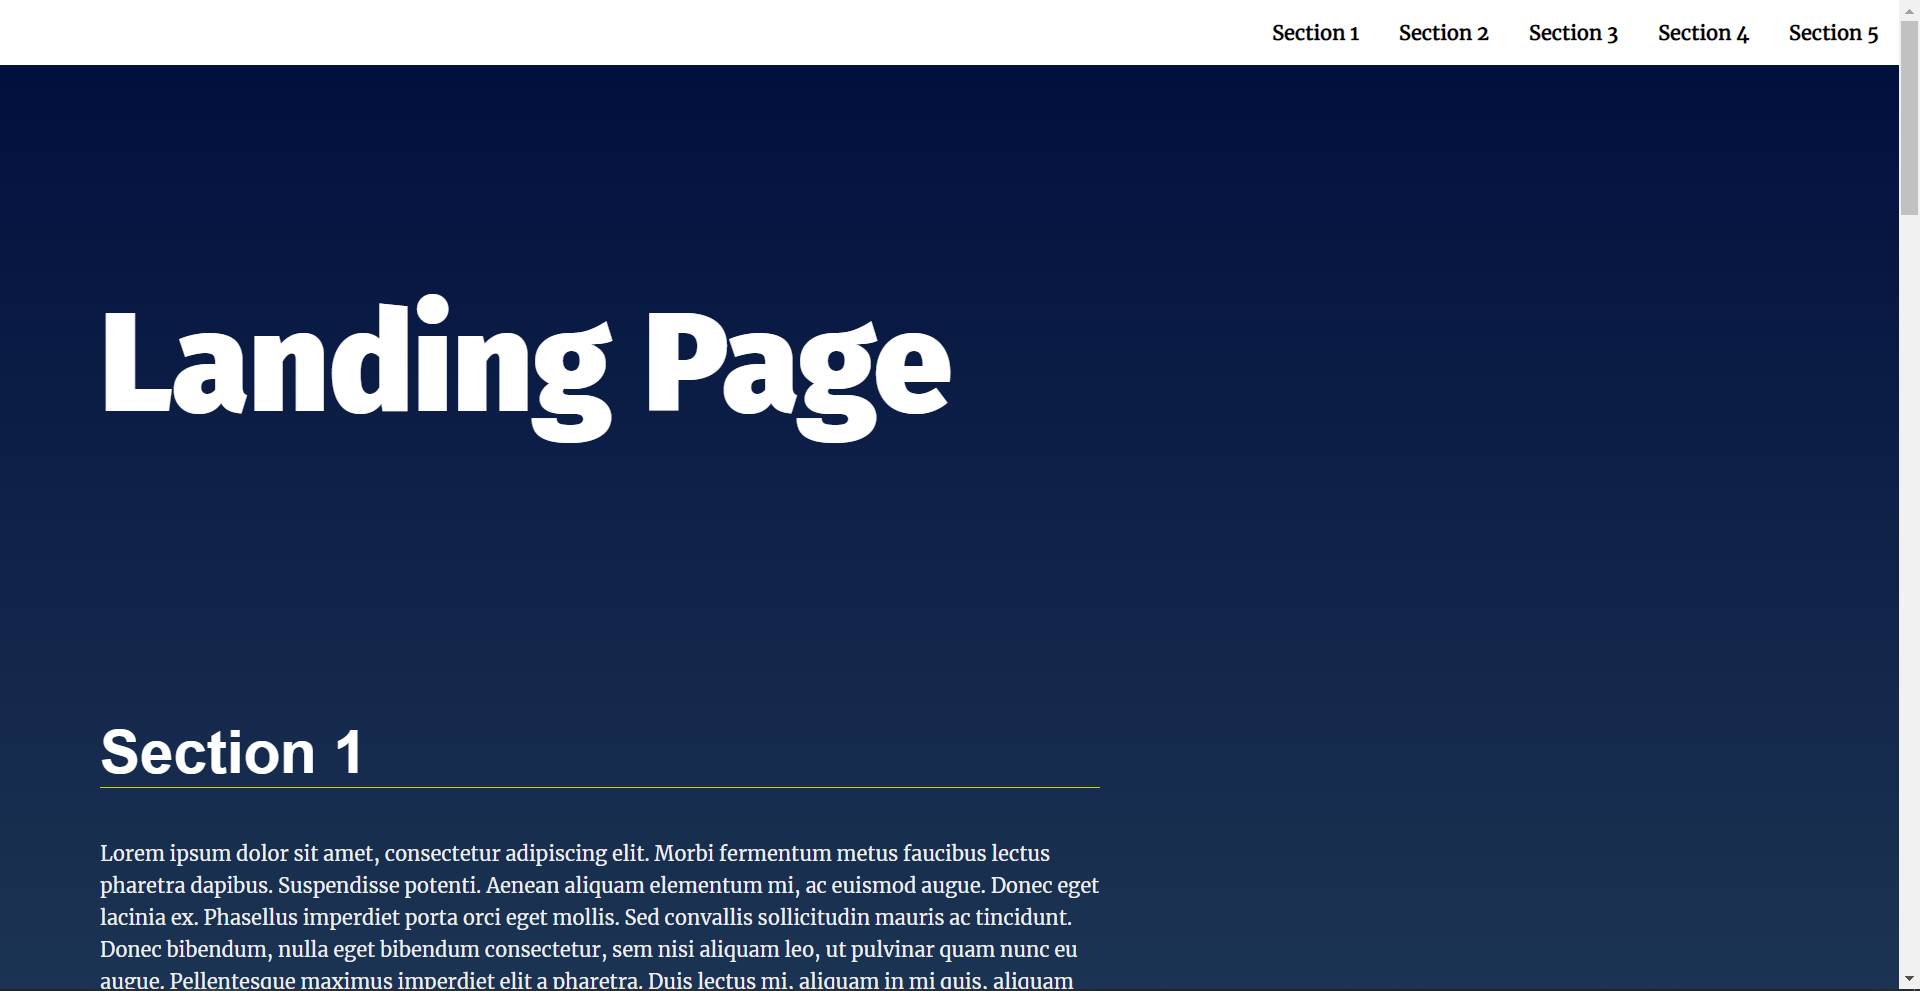 Section 1 Section 2 Section 3 Section 4 Section 5
Landing Page
Section 1
Lorem ipsum dolor sit amet, consectetur adipiscing elit. Morbi fermentum metus faucibus lectus
pharetra dapibus. Suspendisse potenti. Aenean aliquam elementum mi, ac euismod augue. Donec eget
lacinia ex. Phasellus imperdiet porta orci eget mollis. Sed convallis sollicitudin mauris ac tincidunt.
Donec bibendum, nulla eget bibendum consectetur, sem nisi aliquam leo, ut pulvinar quam nunc eu
augue. Pellentesque maximus imperdiet elit a pharetra. Duis lectus mi, aliquam in mi quis, aliquam